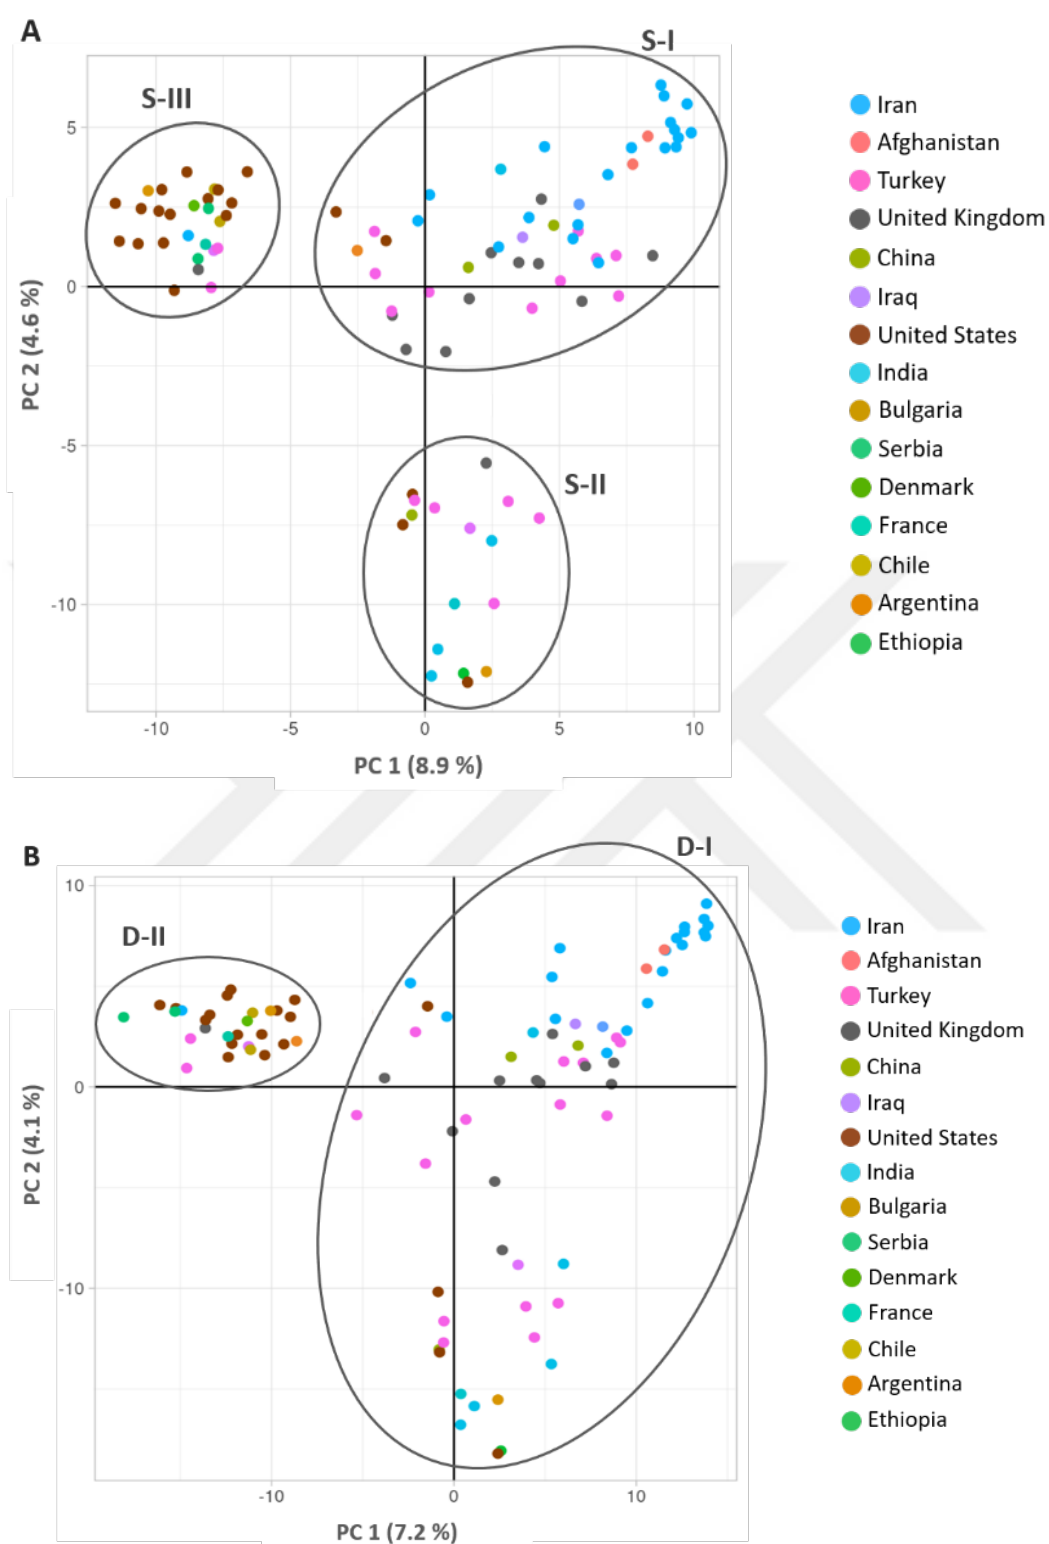 A
S-I
S-III
5
0
-5
-10
PC 2 (4.6 %)
S-II
-10
-5
0
5
10
PC 1 (8.9 %)
Iran
Afghanistan
Turkey
United Kingdom
China
Iraq
United States
India
Bulgaria
Serbia
Denmark
France
Chile
Argentina
Ethiopia
B
D-I
D-II
10
0
-10
PC 2 (4.1 %)
-10
0
10
PC 1 (7.2 %)
Iran
Afghanistan
Turkey
United Kingdom
China
Iraq
United States
India
Bulgaria
Serbia
Denmark
France
Chile
Argentina
Ethiopia